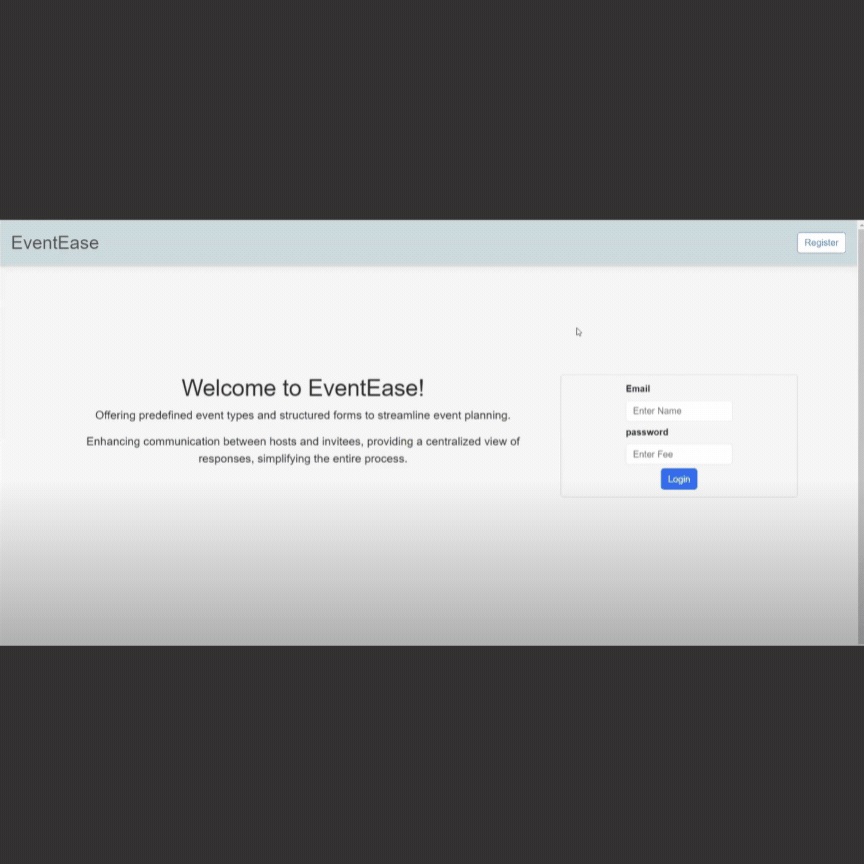 EventEase
Register
Welcome to EventEase!
Offering predefined event types and structured forms to streamline event planning.
Enhancing communication between hosts and invitees, providing a centralized view of
responses, simplifying the entire process.
Email
Enter Name
password
Enter Fee
Login